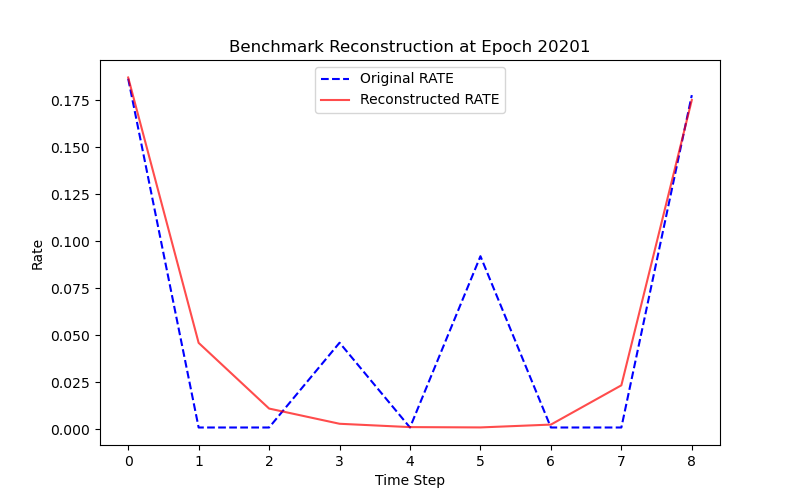 Benchmark Reconstruction at Epoch 20201
Original RATE
Reconstructed RATE
0.175
0.150
0.125
0.100
0.075
0.050
0.025
0.000
Rate
0 1 2 3 4 5 6 7 8
Time Step